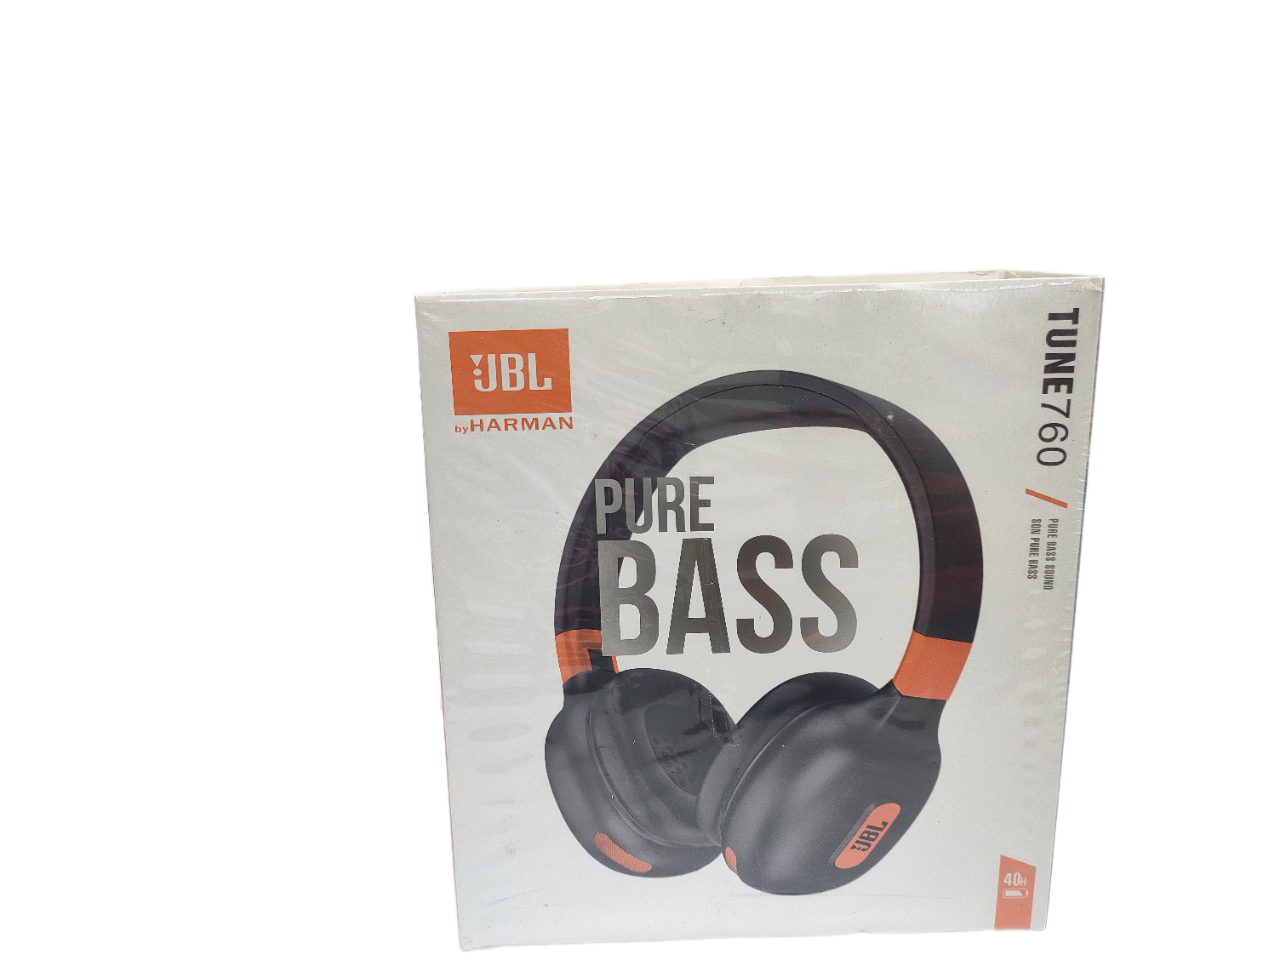 JBL
by HARMAN
PURE
BASS
TUNE760
PURE BASS SOUND
SON PURE BASS
JBL
40H